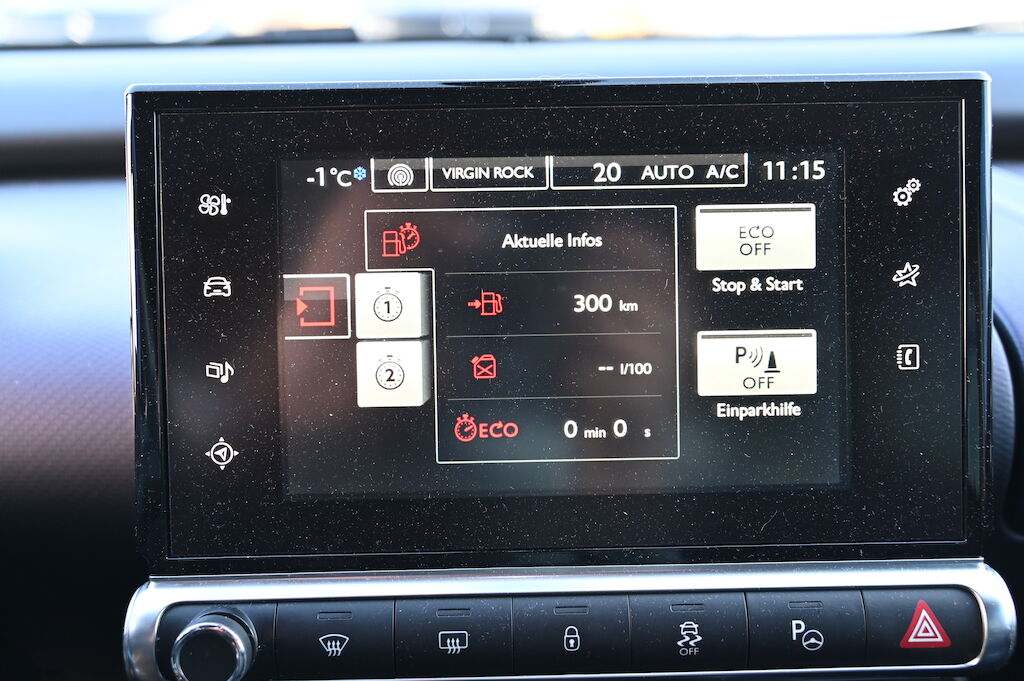 -1°C VIRGIN ROCK 20 AUTO A/C 11:15
Aktuelle Infos
ECO
OFF
Stop & Start
1
300 km
2
-- l/100
P
OFF
Einparkhilfe
ECO 0 min 0 s
OFF
P